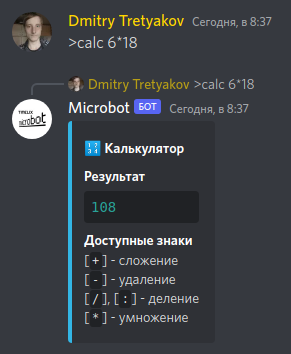 Dmitry Tretyakov Сегодня, в 8:37
>calc 6*18
Dmitry Tretyakov >calc 6*18
Microbot БОТ Сегодня, в 8:37
microbot
🔢 Калькулятор
Результат
108
Доступные знаки
[+] - сложение
[-] - удаление
[/], [:] - деление
[*] - умножение